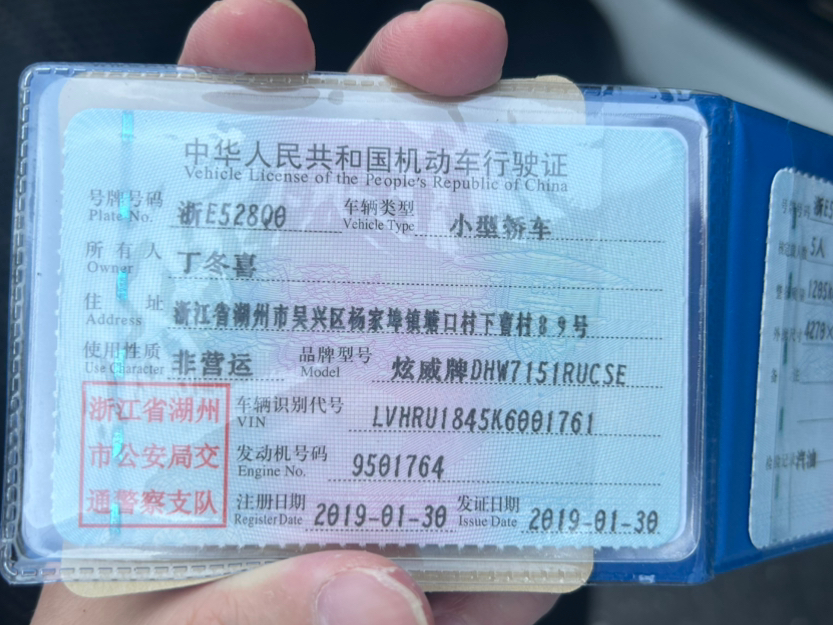 中华人民共和国机动车行驶证
Vehicle License of the People's Republic of China
号牌号码 浙E528Q0 车辆类型 小型轿车
Plate No. Vehicle Type
所有人 丁冬喜
Owner
住址 浙江省湖州市吴兴区杨家埠镇塘口村下童村89号
Address
使用性质 非营运 品牌型号 炫威牌DHW7151RUCSE
Use Character Model
浙江省湖州
市公安局交
通警察支队
车辆识别代号 LVHRU1845K6001761
VIN
发动机号码 9501764
Engine No.
注册日期 2019-01-30 发证日期 2019-01-30
Register Date Issue Date
5人
汽油